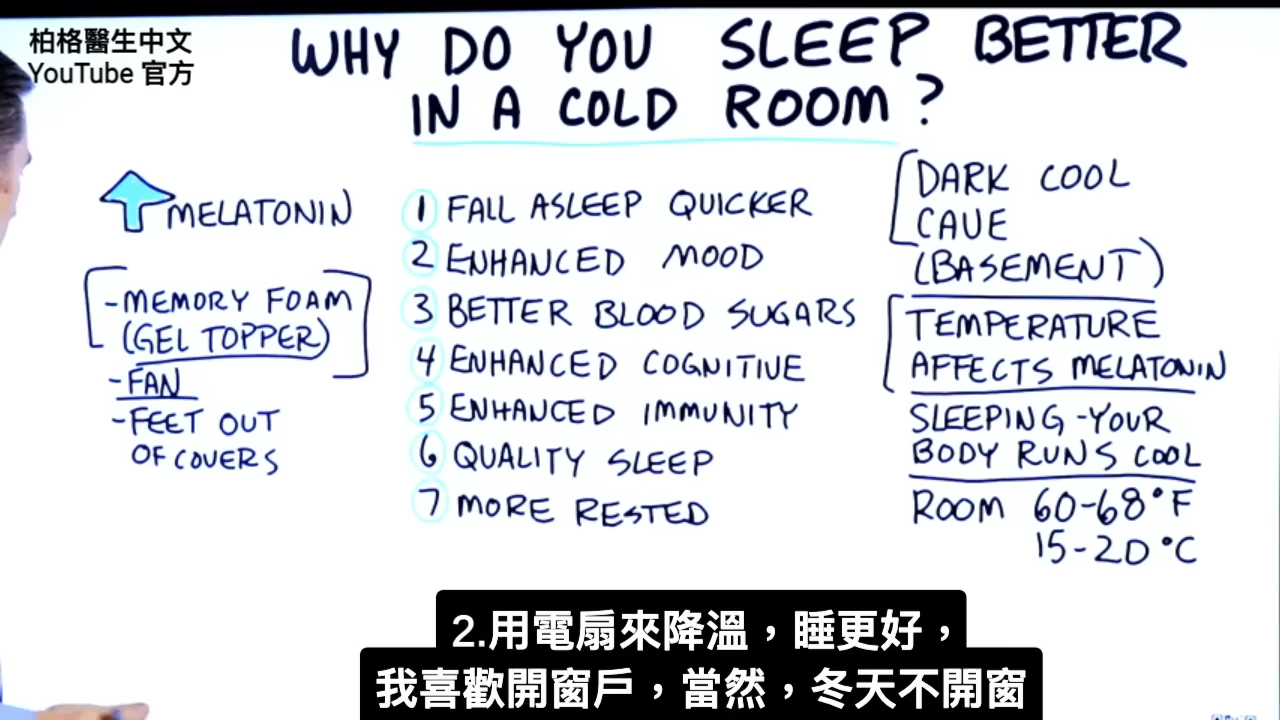 柏格醫生中文
YouTube 官方
WHY DO YOU SLEEP BETTER
IN A COLD ROOM?
MELATONIN
-MEMORY FOAM
(GEL TOPPER)
-FAN
-FEET OUT
OF COVERS
1 FALL ASLEEP QUICKER
2 ENHANCED MOOD
3 BETTER BLOOD SUGARS
4 ENHANCED COGNITIVE
5 ENHANCED IMMUNITY
6 QUALITY SLEEP
7 MORE RESTED
DARK COOL
CAVE
(BASEMENT)
TEMPERATURE
AFFECTS MELATONIN
SLEEPING-YOUR
BODY RUNS COOL
ROOM 60-68°F
15-20°C
2.用電扇來降溫，睡更好，
我喜歡開窗戶，當然，冬天不開窗